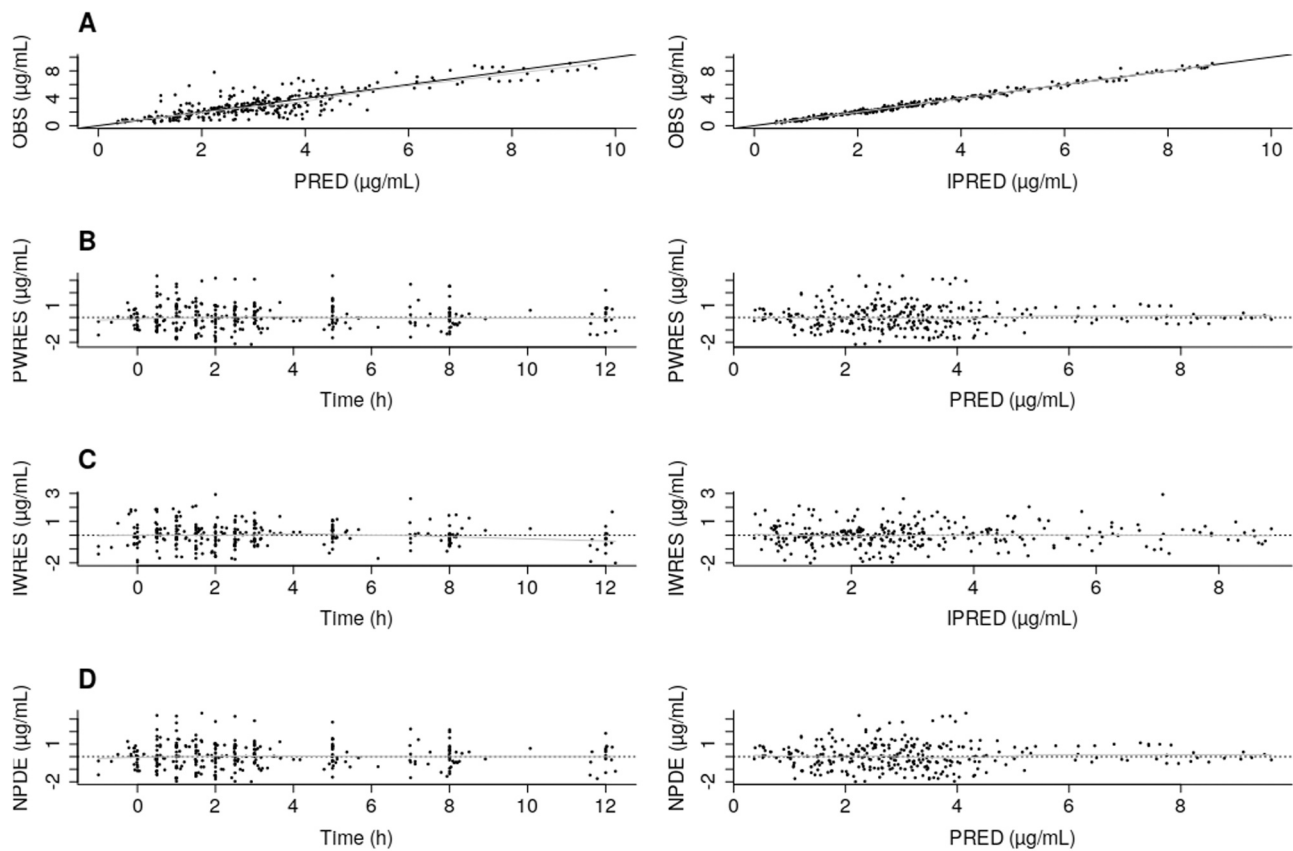 A
OBS (µg/mL)
8
4
0
0 2 4 6 8 10
PRED (µg/mL)
OBS (µg/mL)
8
4
0
0 2 4 6 8 10
IPRED (µg/mL)
B
PWRES (µg/mL)
1
-2
0 2 4 6 8 10 12
Time (h)
PWRES (µg/mL)
1
-2
0 2 4 6 8
PRED (µg/mL)
C
IWRES (µg/mL)
3
1
-2
0 2 4 6 8 10 12
Time (h)
IWRES (µg/mL)
3
1
-2
2 4 6 8
IPRED (µg/mL)
D
NPDE (µg/mL)
1
-2
0 2 4 6 8 10 12
Time (h)
NPDE (µg/mL)
1
-2
0 2 4 6 8
PRED (µg/mL)